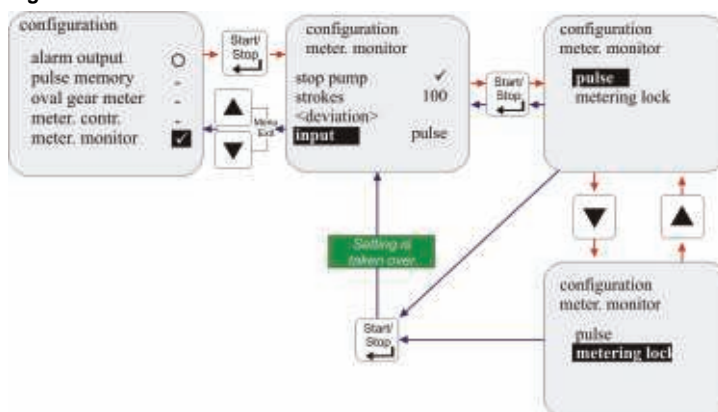 configuration
alarm output O
pulse memory -
oval gear meter -
meter. contr. -
meter. monitor ✓
Start/
Stop
Menu
Exit
configuration
meter. monitor
stop pump ✓
strokes 100
<deviation>
input pulse
Start/
Stop
configuration
meter. monitor
pulse
metering lock
Setting is
taken over
Start/
Stop
configuration
meter. monitor
pulse
metering lock